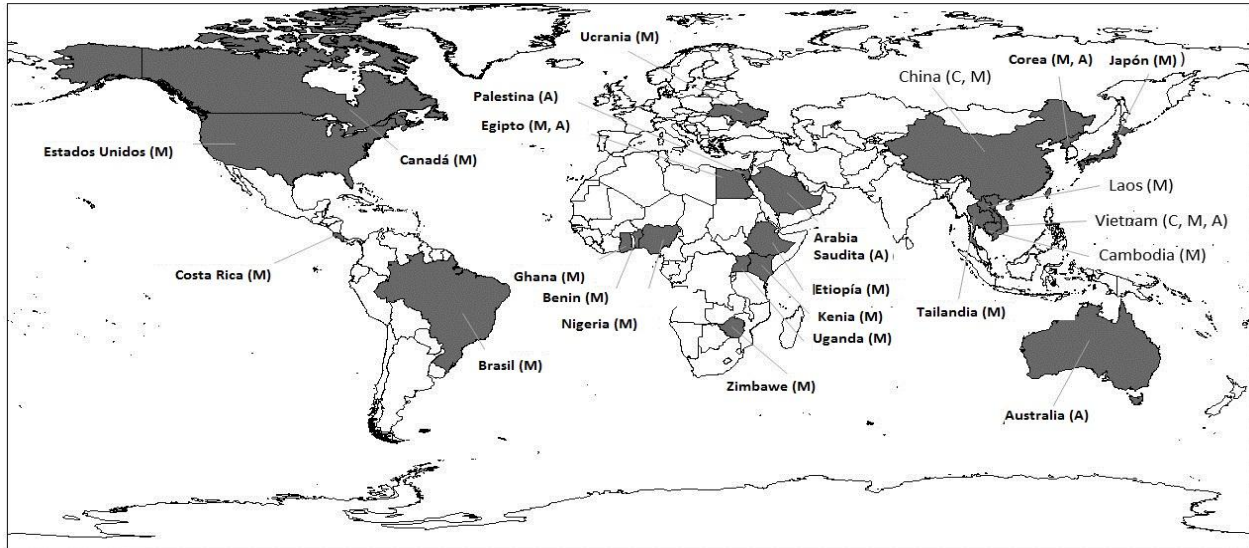 Ucrania (M)
Corea (M, A)
Japón (M)
China (C, M)
Palestina (A)
Egipto (M, A)
Estados Unidos (M)
Canadá (M)
Laos (M)
Vietnam (C, M, A)
Cambodia (M)
Arabia
Saudita (A)
Costa Rica (M)
Ghana (M)
Benin (M)
Etiopía (M)
Nigeria (M)
Kenia (M)
Tailandia (M)
Uganda (M)
Brasil (M)
Zimbawe (M)
Australia (A)